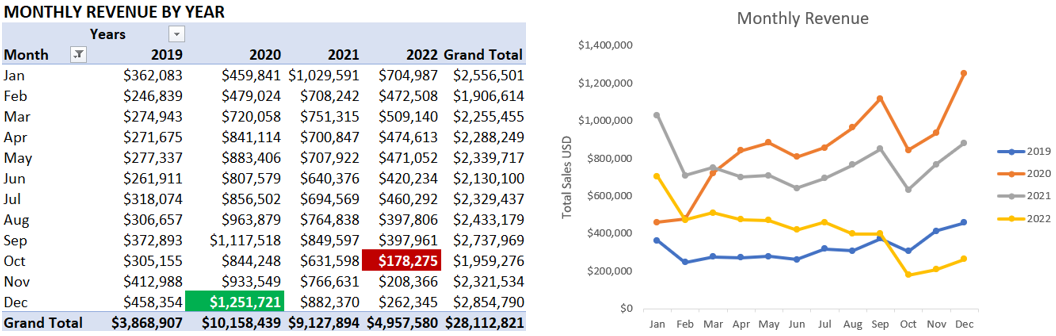 MONTHLY REVENUE BY YEAR
Years
Month 2019 2020 2021 2022 Grand Total
Jan $362,083 $459,841 $1,029,591 $704,987 $2,556,501
Feb $246,839 $479,024 $708,242 $472,508 $1,906,614
Mar $274,943 $720,058 $751,315 $509,140 $2,255,455
Apr $271,675 $841,114 $700,847 $474,613 $2,288,249
May $277,337 $883,406 $707,922 $471,052 $2,339,717
Jun $261,911 $807,579 $640,376 $420,234 $2,130,100
Jul $318,074 $856,502 $694,569 $460,292 $2,329,437
Aug $306,657 $963,879 $764,838 $397,806 $2,433,179
Sep $372,893 $1,117,518 $849,597 $397,961 $2,737,969
Oct $305,155 $844,248 $631,598 $178,275 $1,959,276
Nov $412,988 $933,549 $766,631 $208,366 $2,321,534
Dec $458,354 $1,251,721 $882,370 $262,345 $2,854,790
Grand Total $3,868,907 $10,158,439 $9,127,894 $4,957,580 $28,112,821
Monthly Revenue
Total Sales USD
$1,400,000
$1,200,000
$1,000,000
$800,000
$600,000
$400,000
$200,000
$0
Jan Feb Mar Apr May Jun Jul Aug Sep Oct Nov Dec
2019
2020
2021
2022